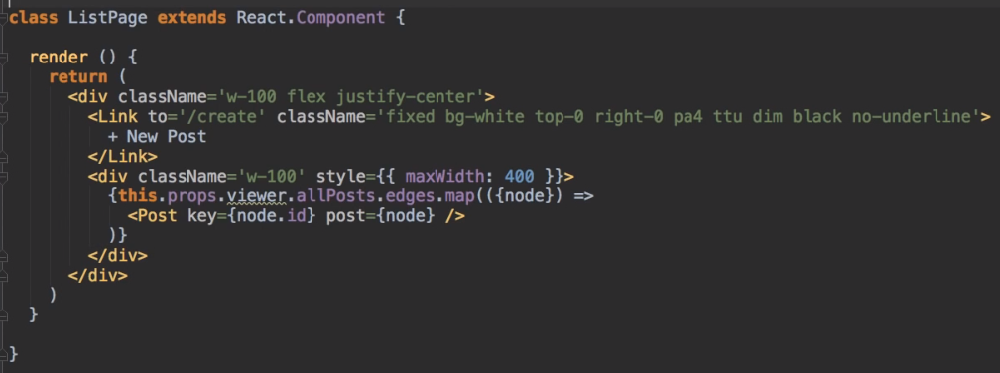 class ListPage extends React.Component {
render () {
return (
<div className='w-100 flex justify-center'>
<Link to='/create' className='fixed bg-white top-0 right-0 pa4 ttu dim black no-underline'>
+ New Post
</Link>
<div className='w-100' style={{ maxWidth: 400 }}>
{this.props.viewer.allPosts.edges.map(({node}) =>
<Post key={node.id} post={node} />
)}
</div>
</div>
)
}
}